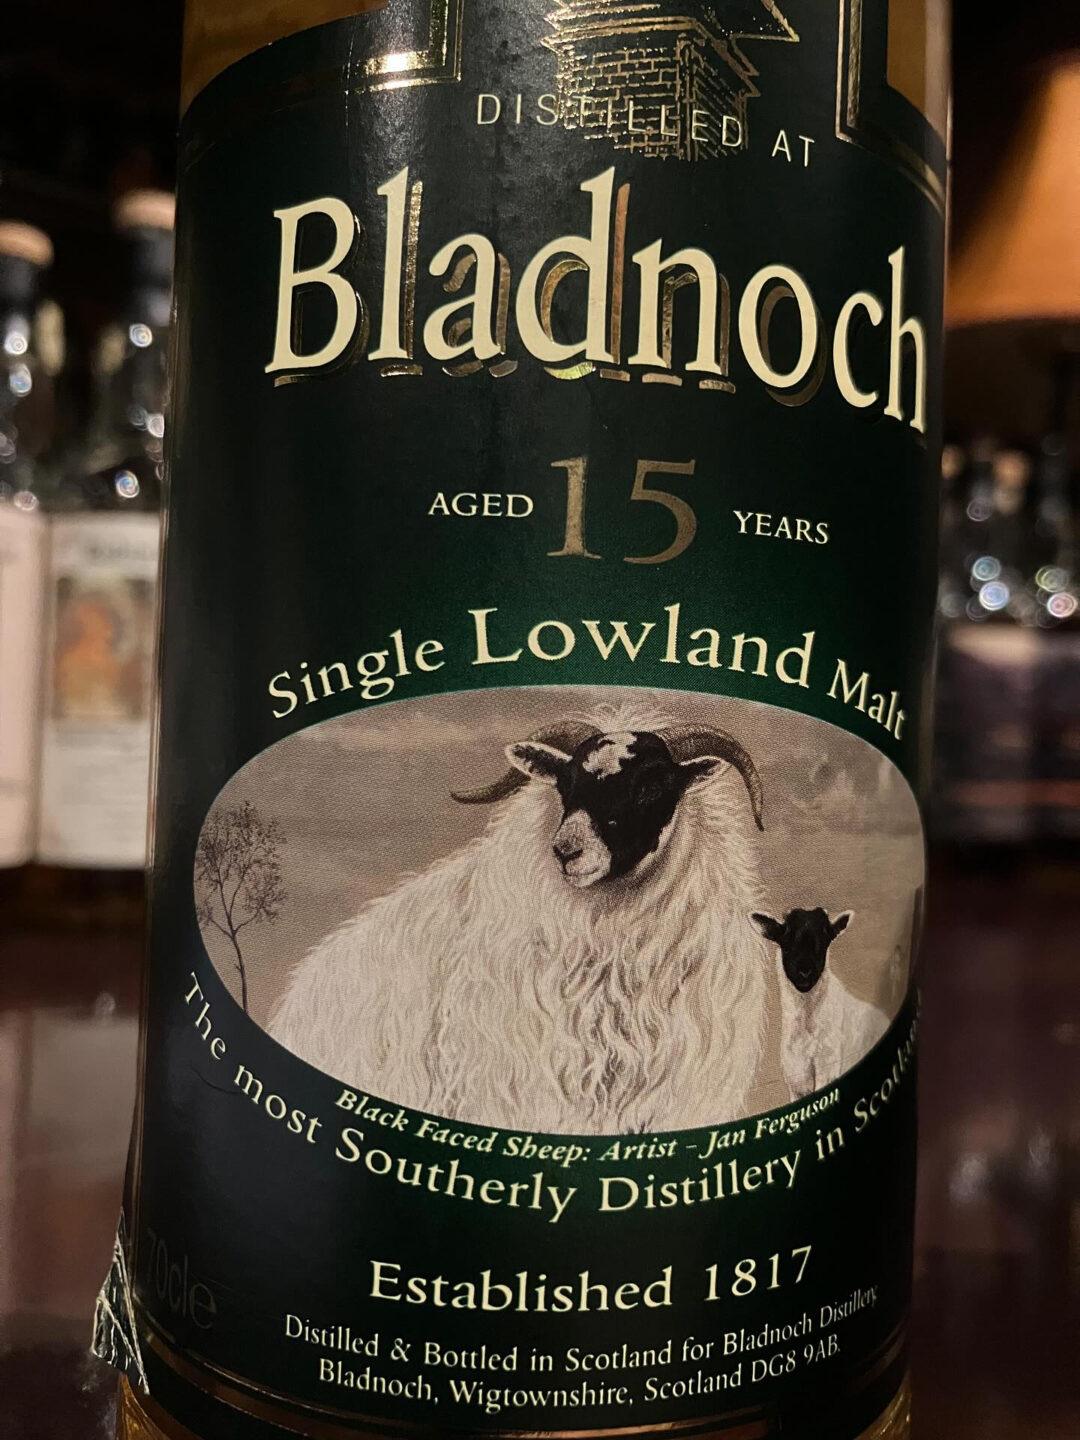 DISTILLED AT
Bladnoch
AGED 15 YEARS
Single Lowland Malt
Black Faced Sheep: Artist - Jan Ferguson
The most Southerly Distillery in Scotland
70cle
Established 1817
Distilled & Bottled in Scotland for Bladnoch Distillery,
Bladnoch, Wigtownshire, Scotland DG8 9AB.